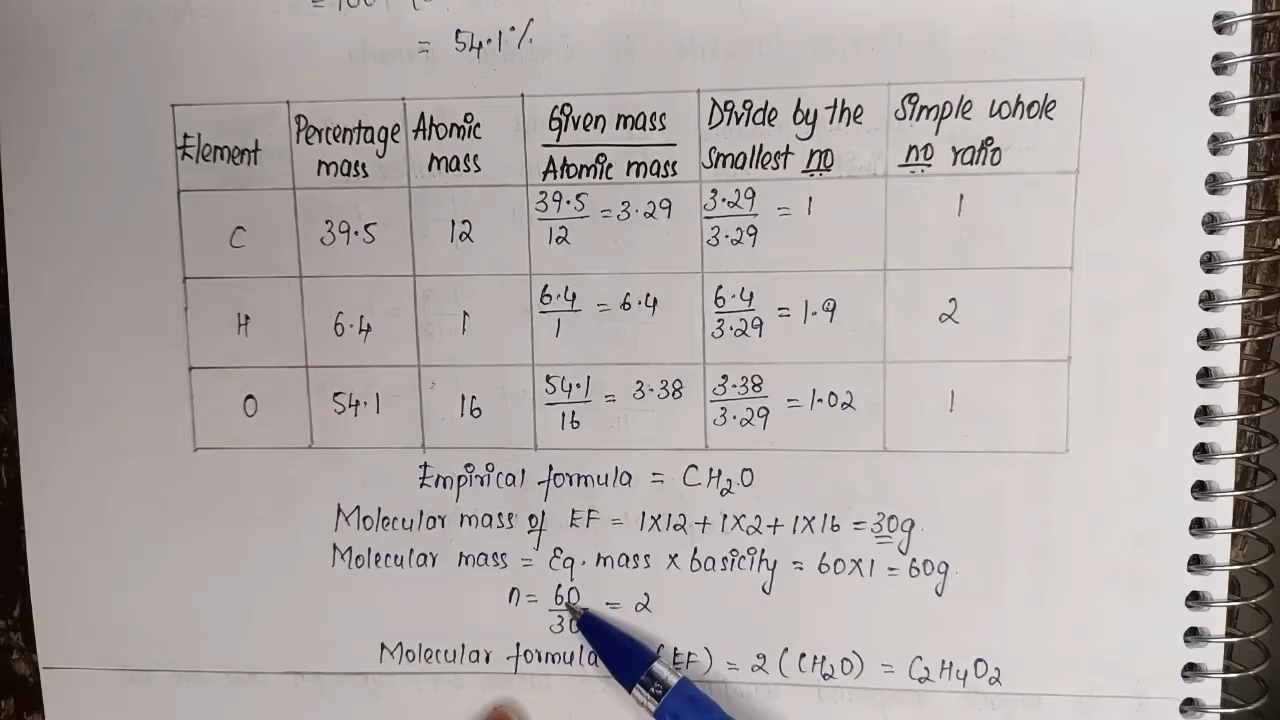 = 54.1%
Element | Percentage mass | Atomic mass | Given mass / Atomic mass | Divide by the smallest no | Simple whole no ratio
C | 39.5 | 12 | 39.5/12 = 3.29 | 3.29/3.29 = 1 | 1
H | 6.4 | 1 | 6.4/1 = 6.4 | 6.4/3.29 = 1.9 | 2
O | 54.1 | 16 | 54.1/16 = 3.38 | 3.38/3.29 = 1.02 | 1
Empirical formula = CH2O
Molecular mass of EF = 1X12 + 1X2 + 1X16 = 30g.
Molecular mass = Eq. mass x basicity = 60X1 = 60g.
n = 60/30 = 2
Molecular formula (EF) = 2(CH2O) = C2H4O2